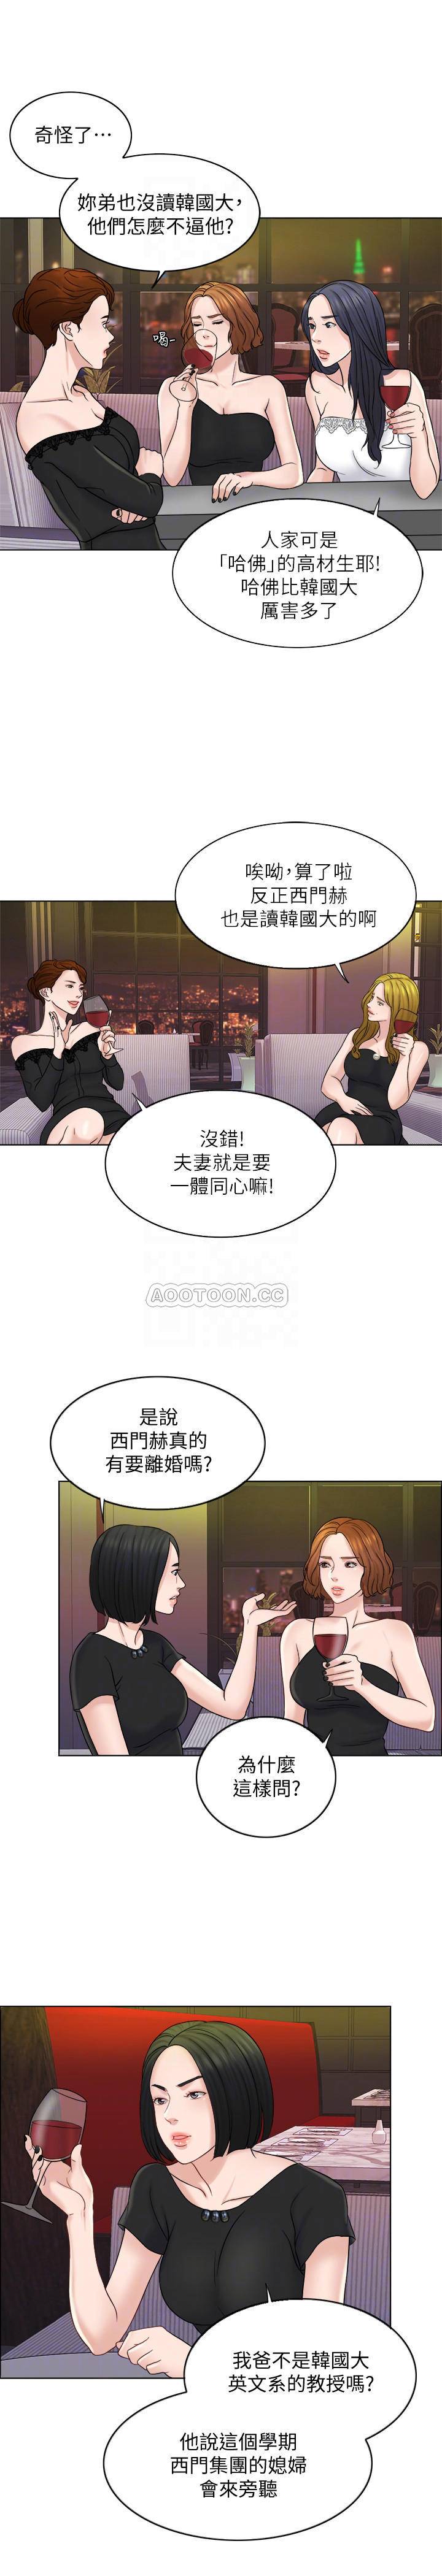 奇怪了…
妳弟也沒讀韓國大，
他們怎麼不逼他?
喝-
人家可是
「哈佛」的高材生耶!
哈佛比韓國大
厲害多了
唉呦，算了啦
反正西門赫
也是讀韓國大的啊
沒錯!
夫妻就是要
一體同心嘛!
AOOTOON.CC
是說
西門赫真的
有要離婚嗎?
為什麼
這樣問?
我爸不是韓國大
英文系的教授嗎?
他說這個學期
西門集團的媳婦
會來旁聽